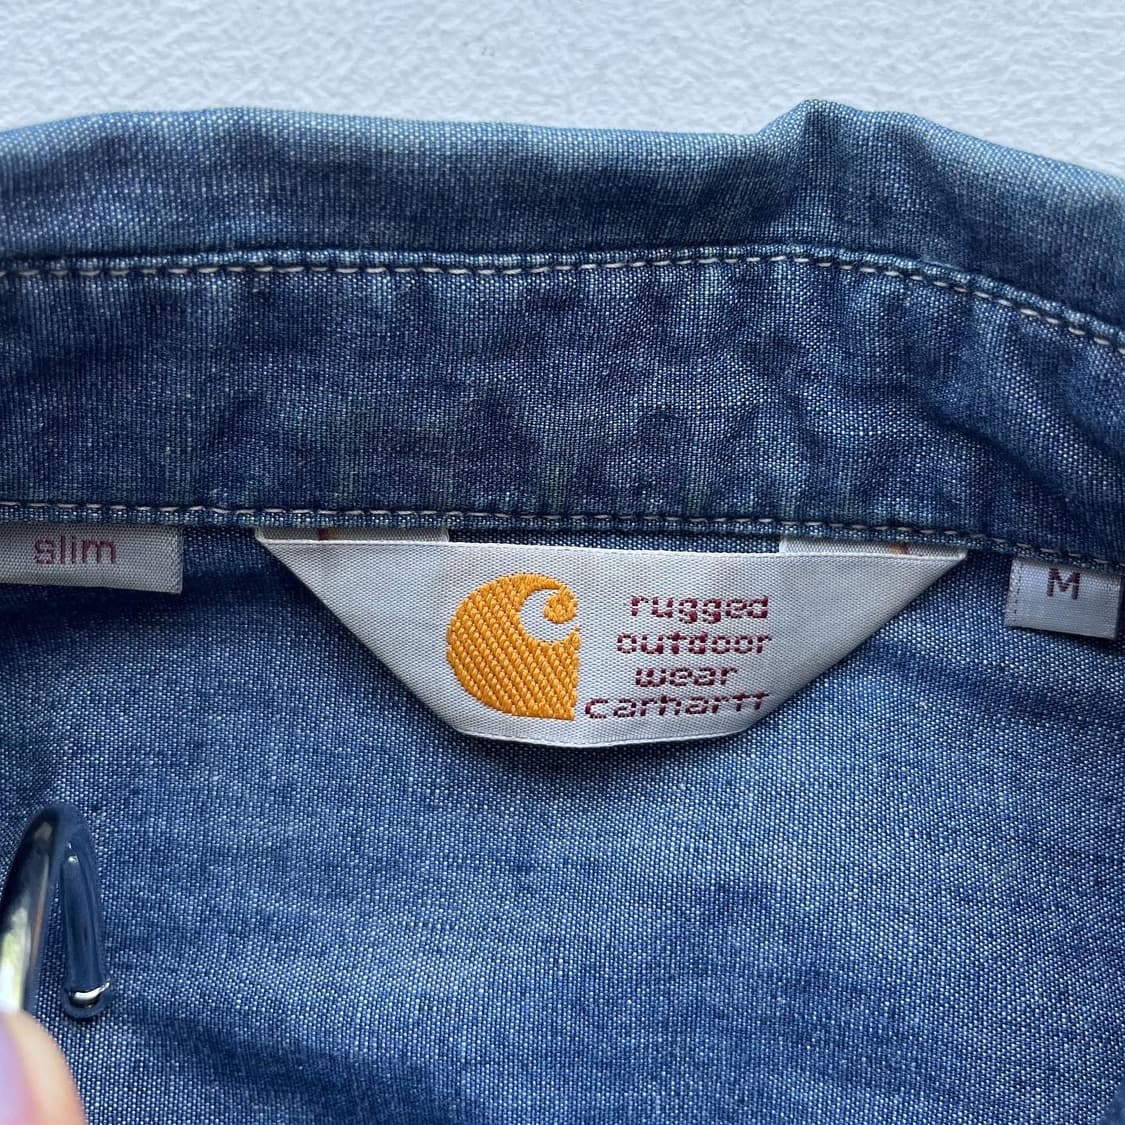 slim
rugged
outdoor
wear
carhartt
M